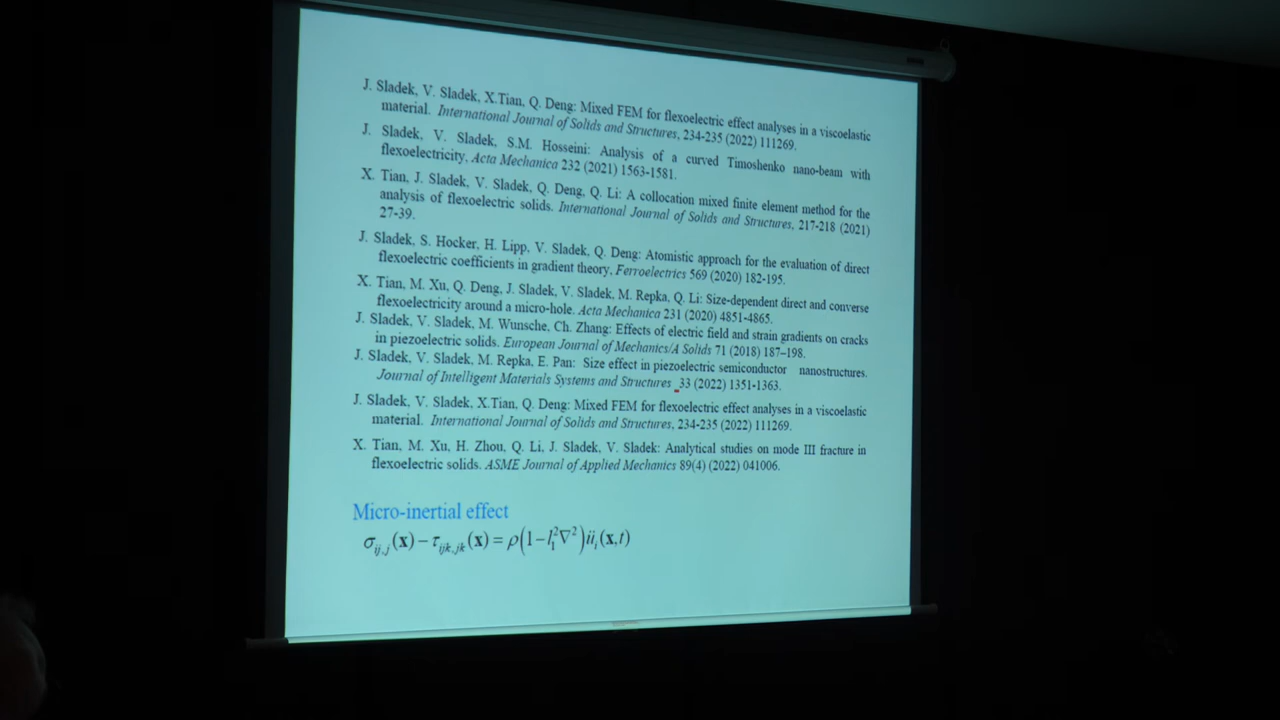 J. Sladek, V. Sladek, X.Tian, Q. Deng: Mixed FEM for flexoelectric effect analyses in a viscoelastic
material. International Journal of Solids and Structures, 234-235 (2022) 111269.
J. Sladek, V. Sladek, S.M. Hosseini: Analysis of a curved Timoshenko nano-beam with
flexoelectricity, Acta Mechanica 232 (2021) 1563-1581.
X. Tian, J. Sladek, V. Sladek, Q. Deng, Q. Li: A collocation mixed finite element method for the
analysis of flexoelectric solids. International Journal of Solids and Structures, 217-218 (2021)
27-39.
J. Sladek, S. Hocker, H. Lipp, V. Sladek, Q. Deng: Atomistic approach for the evaluation of direct
flexoelectric coefficients in gradient theory, Ferroelectrics 569 (2020) 182-195.
X. Tian, M. Xu, Q. Deng, J. Sladek, V. Sladek, M. Repka, Q. Li: Size-dependent direct and converse
flexoelectricity around a micro-hole. Acta Mechanica 231 (2020) 4851-4865.
J. Sladek, V. Sladek, M. Wunsche, Ch. Zhang: Effects of electric field and strain gradients on cracks
in piezoelectric solids. European Journal of Mechanics/A Solids 71 (2018) 187–198.
J. Sladek, V. Sladek, M. Repka, E. Pan: Size effect in piezoelectric semiconductor nanostructures.
Journal of Intelligent Materials Systems and Structures 33 (2022) 1351-1363.
J. Sladek, V. Sladek, X.Tian, Q. Deng: Mixed FEM for flexoelectric effect analyses in a viscoelastic
material. International Journal of Solids and Structures, 234-235 (2022) 111269.
X. Tian, M. Xu, H. Zhou, Q. Li, J. Sladek, V. Sladek: Analytical studies on mode III fracture in
flexoelectric solids. ASME Journal of Applied Mechanics 89(4) (2022) 041006.
Micro-inertial effect
σ_{ij,j}(x) − τ_{ijk,jk}(x) = ρ(1−l₁²∇²)ü_i(x,t)